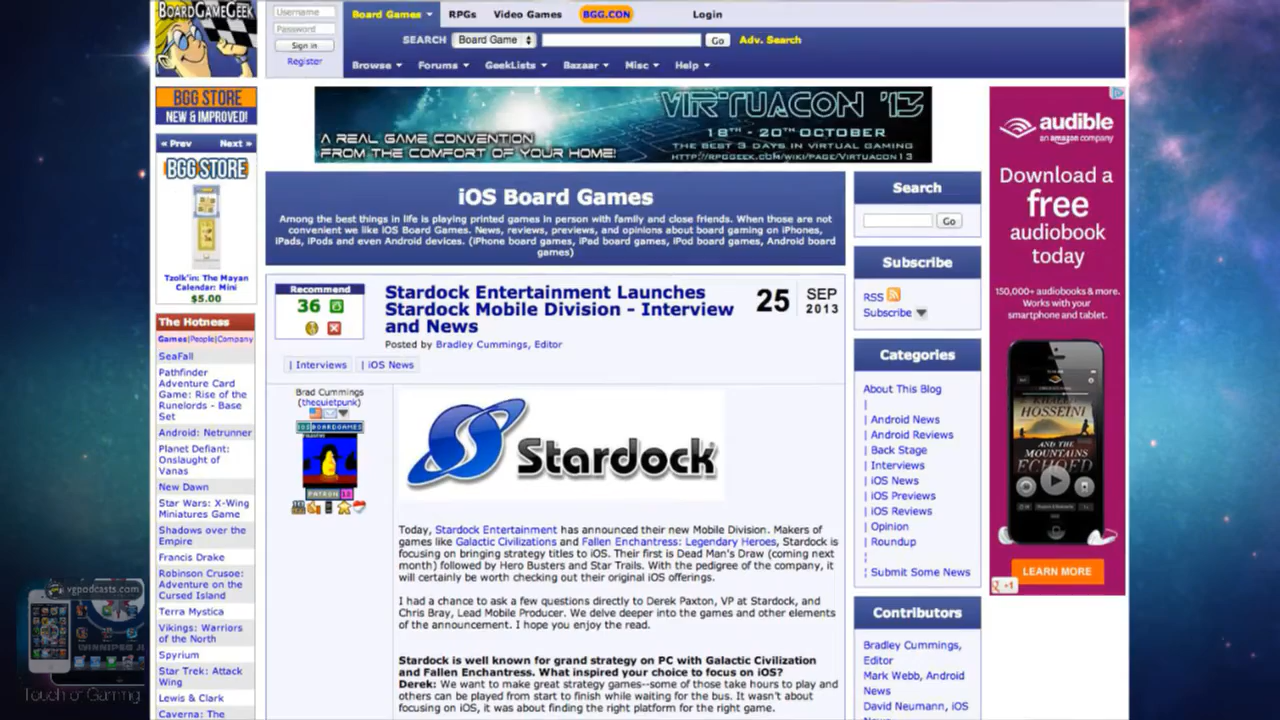 BOARDGAMEGEEK
Username
Password
Sign in
Register
Board Games RPGs Video Games BGG.CON Login
SEARCH Board Game Go Adv. Search
Browse Forums GeekLists Bazaar Misc Help
BGG STORE
NEW & IMPROVED!
« Prev Next »
BGG STORE
Tzolk'in: The Mayan
Calendar: Mini
$5.00
The Hotness
Games|People|Company
SeaFall
Pathfinder
Adventure Card
Game: Rise of the
Runelords - Base
Set
Android: Netrunner
Planet Defiant:
Onslaught of
Vanas
New Dawn
Star Wars: X-Wing
Miniatures Game
Shadows over the
Empire
Francis Drake
Robinson Crusoe:
Adventure on the
Cursed Island
Terra Mystica
Vikings: Warriors
of the North
Spyrium
Star Trek: Attack
Wing
Lewis & Clark
Caverna: The
VIRTUACON '13
A REAL GAME CONVENTION
FROM THE COMFORT OF YOUR HOME!
18TH - 20TH OCTOBER
THE BEST 3 DAYS IN VIRTUAL GAMING
HTTP://RPGGEEK.COM/WIKI/PAGE/VIRTUACON13
iOS Board Games
Among the best things in life is playing printed games in person with family and close friends. When those are not
convenient we like iOS Board Games. News, reviews, previews, and opinions about board gaming on iPhones,
iPads, iPods and even Android devices. (iPhone board games, iPad board games, iPod board games, Android board
games)
Recommend
36
Stardock Entertainment Launches
Stardock Mobile Division - Interview
and News
25 SEP
2013
Posted by Bradley Cummings, Editor
| Interviews | iOS News
Brad Cummings
(thequietpunk)
IOSBOARDGAMES
PATRON 13
Stardock
Today, Stardock Entertainment has announced their new Mobile Division. Makers of
games like Galactic Civilizations and Fallen Enchantress: Legendary Heroes, Stardock is
focusing on bringing strategy titles to iOS. Their first is Dead Man's Draw (coming next
month) followed by Hero Busters and Star Trails. With the pedigree of the company, it
will certainly be worth checking out their original iOS offerings.
I had a chance to ask a few questions directly to Derek Paxton, VP at Stardock, and
Chris Bray, Lead Mobile Producer. We delve deeper into the games and other elements
of the announcement. I hope you enjoy the read.
Stardock is well known for grand strategy on PC with Galactic Civilization
and Fallen Enchantress. What inspired your choice to focus on iOS?
Derek: We want to make great strategy games--some of those take hours to play and
others can be played from start to finish while waiting for the bus. It wasn't about
focusing on iOS, it was about finding the right platform for the right game.
Search
Go
Subscribe
RSS
Subscribe
Categories
About This Blog
|
| Android News
| Android Reviews
| Back Stage
| Interviews
| iOS News
| iOS Previews
| iOS Reviews
| Opinion
| Roundup
|
| Submit Some News
Contributors
Bradley Cummings,
Editor
Mark Webb, Android
News
David Neumann, iOS
audible
an amazon company
Download a
free
audiobook
today
150,000+ audiobooks & more.
Works with your
smartphone and tablet.
KHALED
HOSSEINI
AND THE
MOUNTAINS
ECHOED
LEARN MORE
+1
vgpodcasts.com
Touch of Gaming